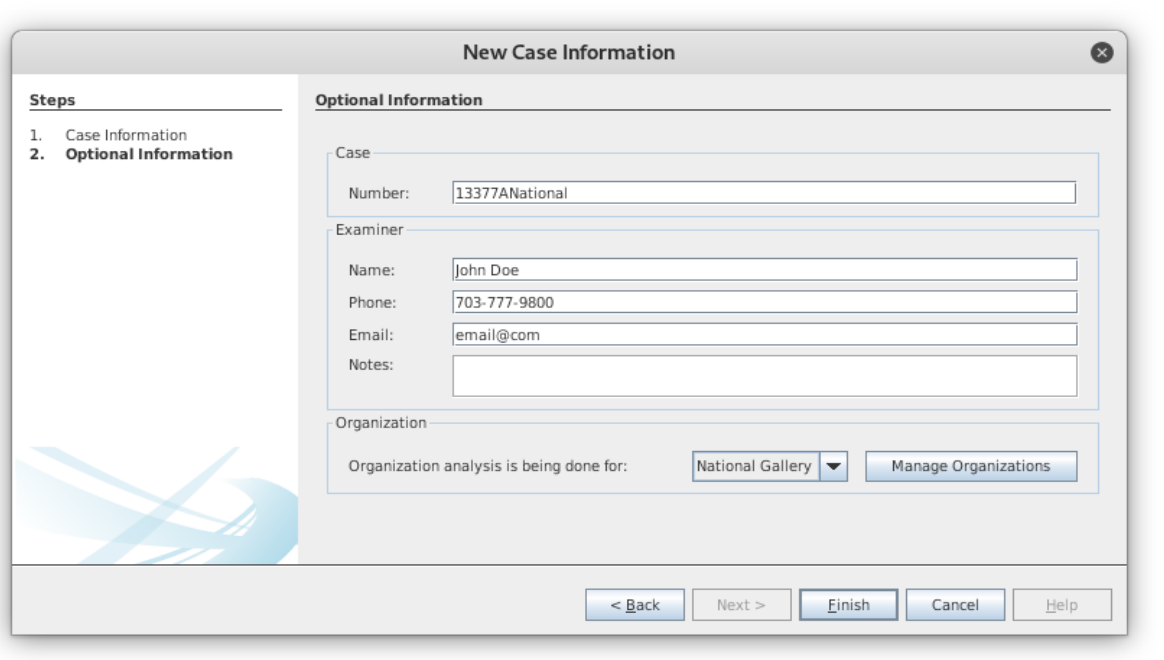 New Case Information
Steps
1. Case Information
2. Optional Information
Optional Information
Case
Number: 13377ANational
Examiner
Name: John Doe
Phone: 703-777-9800
Email: email@com
Notes:
Organization
Organization analysis is being done for: National Gallery Manage Organizations
< Back Next > Finish Cancel Help